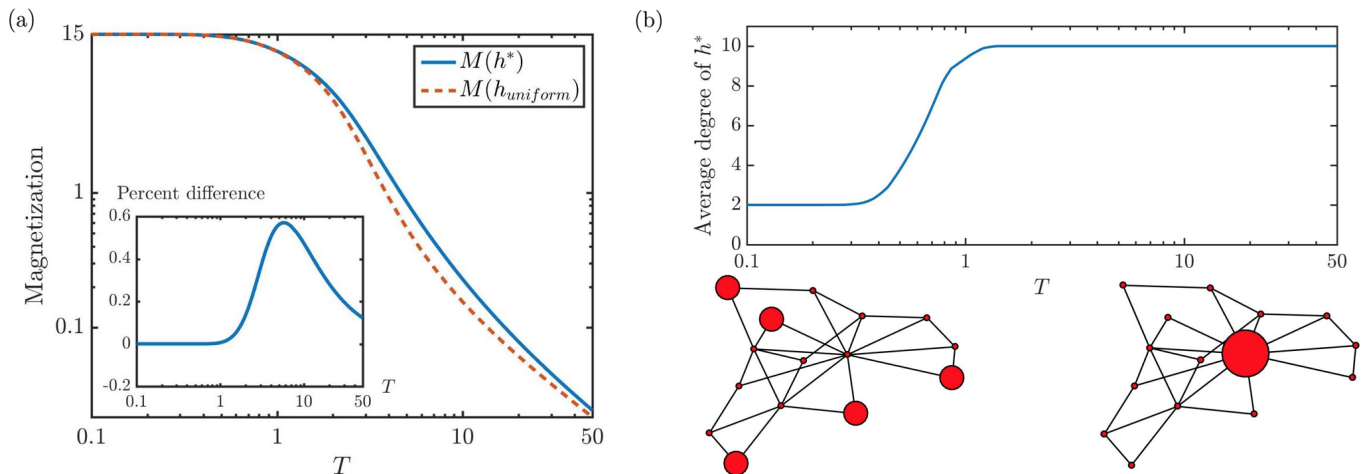 (a)
15
1
0.1
Magnetization
M(h*)
M(h_uniform)
Percent difference
0.6
0.4
0.2
0
-0.2
0.1 1 10 50
T
0.1 1 10 50
T
(b)
Average degree of h*
10
8
6
4
2
0
0.1 1 10 50
T